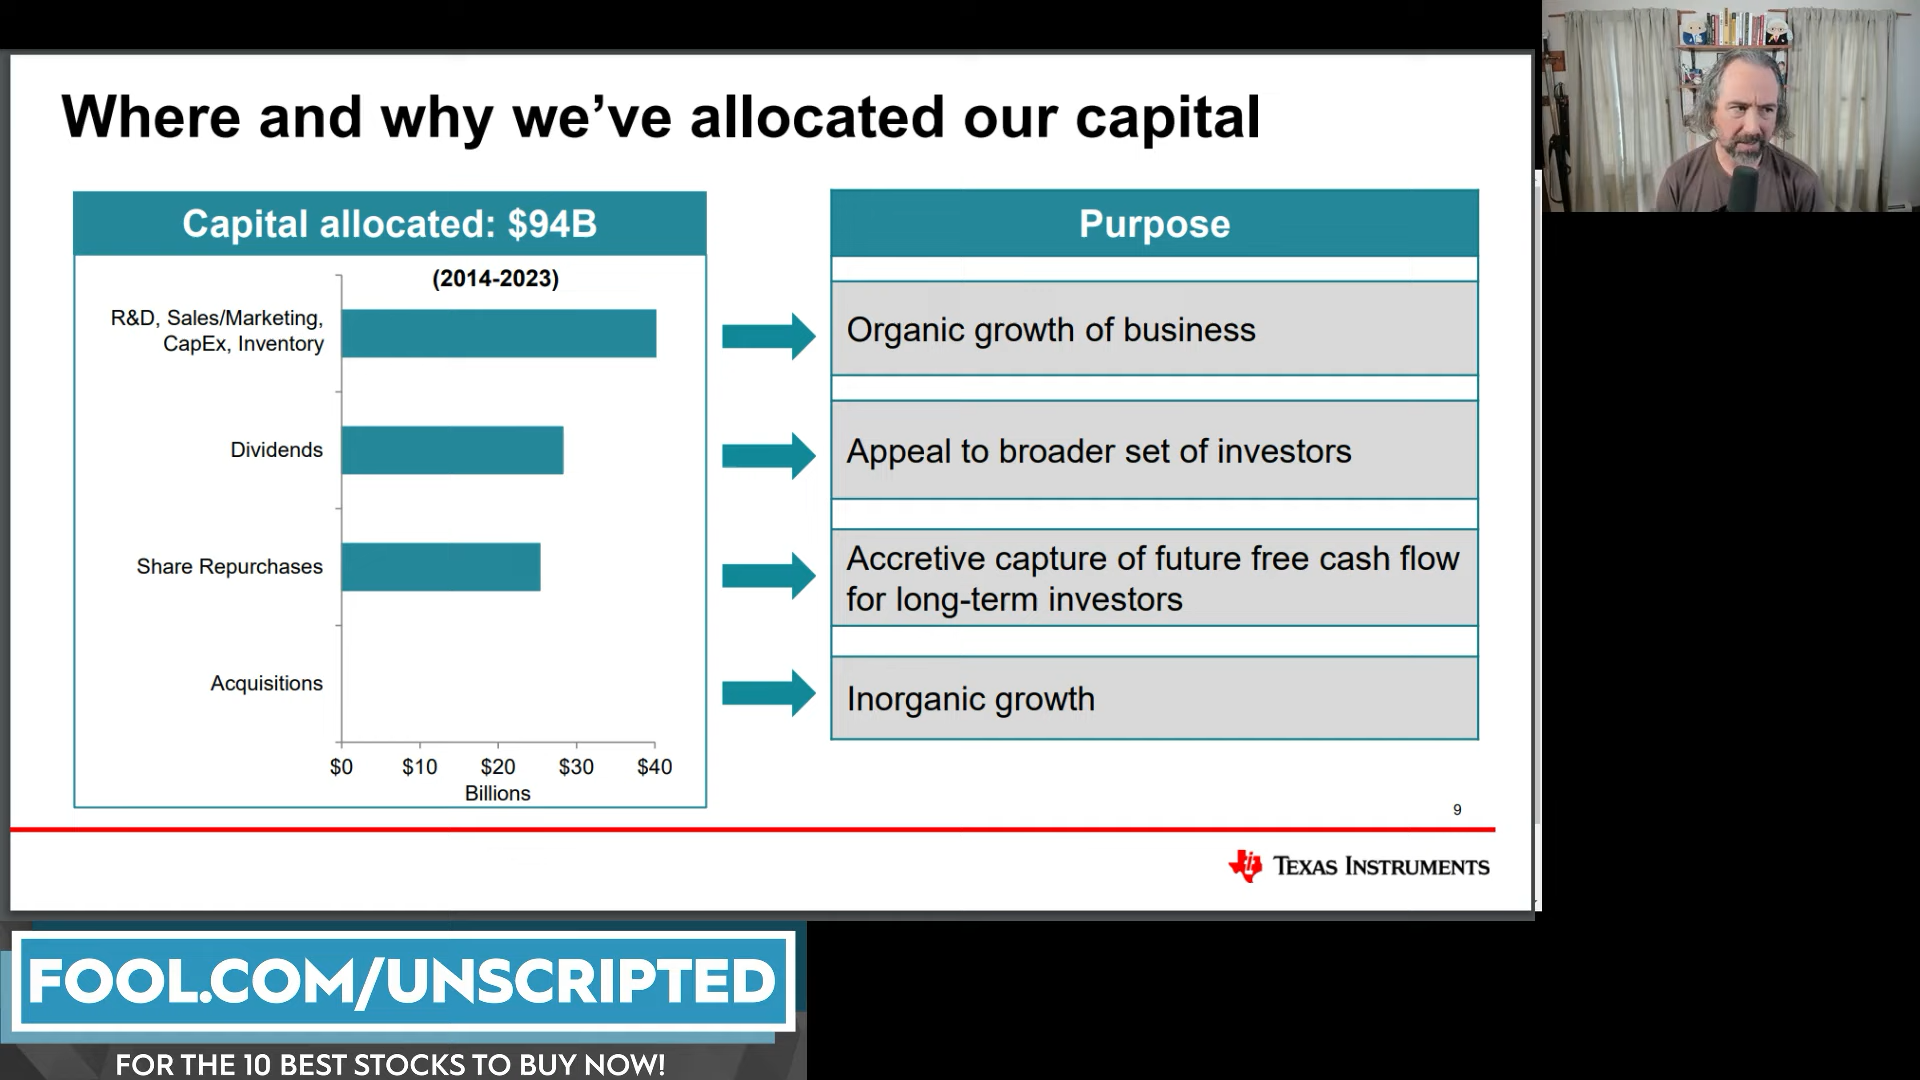 Where and why we’ve allocated our capital
Capital allocated: $94B
(2014-2023)
R&D, Sales/Marketing,
CapEx, Inventory
Dividends
Share Repurchases
Acquisitions
$0 $10 $20 $30 $40
Billions
Purpose
Organic growth of business
Appeal to broader set of investors
Accretive capture of future free cash flow
for long-term investors
Inorganic growth
9
TEXAS INSTRUMENTS
FOOL.COM/UNSCRIPTED
FOR THE 10 BEST STOCKS TO BUY NOW!